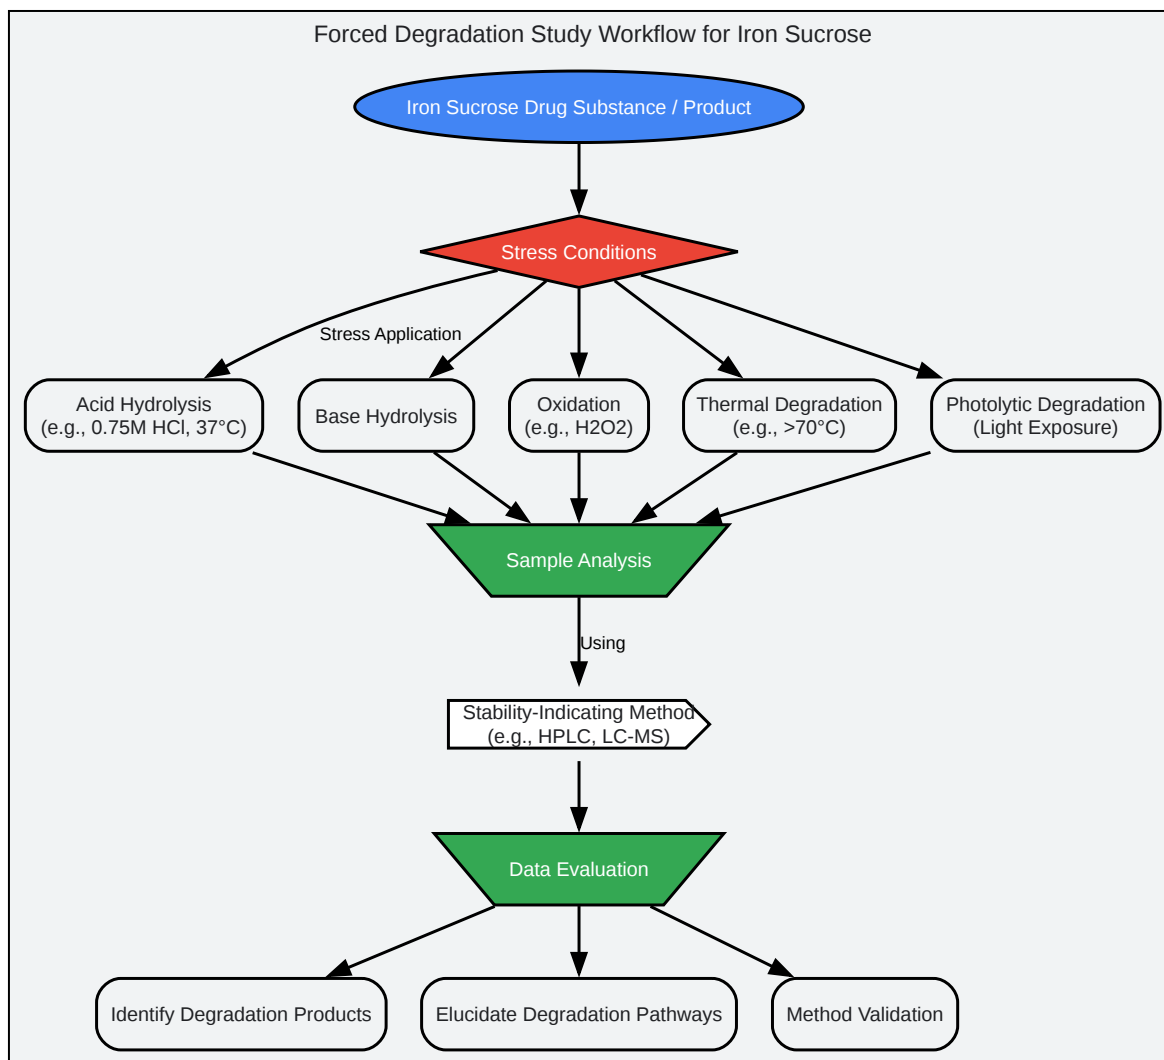 Forced Degradation Study Workflow for Iron Sucrose
Iron Sucrose Drug Substance / Product
Stress Conditions
Stress Application
Acid Hydrolysis
(e.g., 0.75M HCl, 37°C)
Base Hydrolysis
Oxidation
(e.g., H2O2)
Thermal Degradation
(e.g., >70°C)
Photolytic Degradation
(Light Exposure)
Sample Analysis
Using
Stability-Indicating Method
(e.g., HPLC, LC-MS)
Data Evaluation
Identify Degradation Products
Elucidate Degradation Pathways
Method Validation